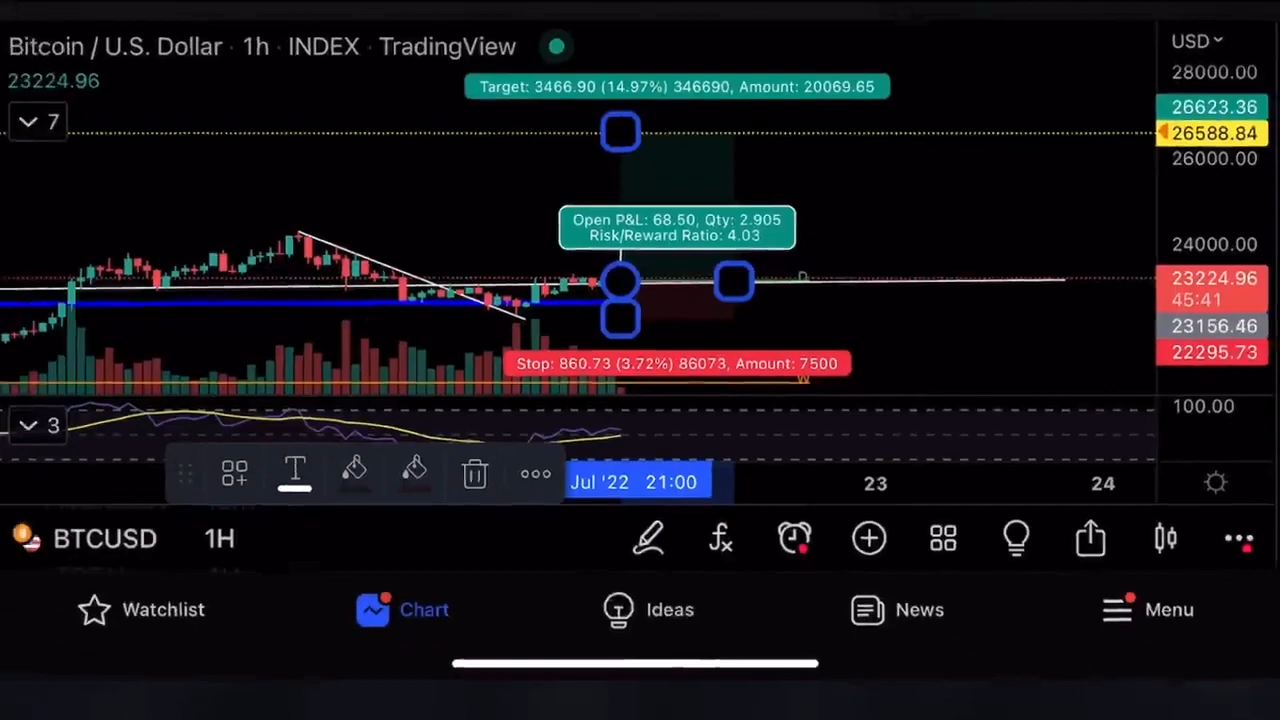 Bitcoin / U.S. Dollar · 1h · INDEX · TradingView
USD
23224.96
28000.00
Target: 3466.90 (14.97%) 346690, Amount: 20069.65
26623.36
7
26588.84
26000.00
Open P&L: 68.50, Qty: 2.905
Risk/Reward Ratio: 4.03
24000.00
D
23224.96
45:41
23156.46
22295.73
Stop: 860.73 (3.72%) 86073, Amount: 7500
W
100.00
3
T
Jul '22 21:00
23
24
BTCUSD 1H
fx
Watchlist
Chart
Ideas
News
Menu